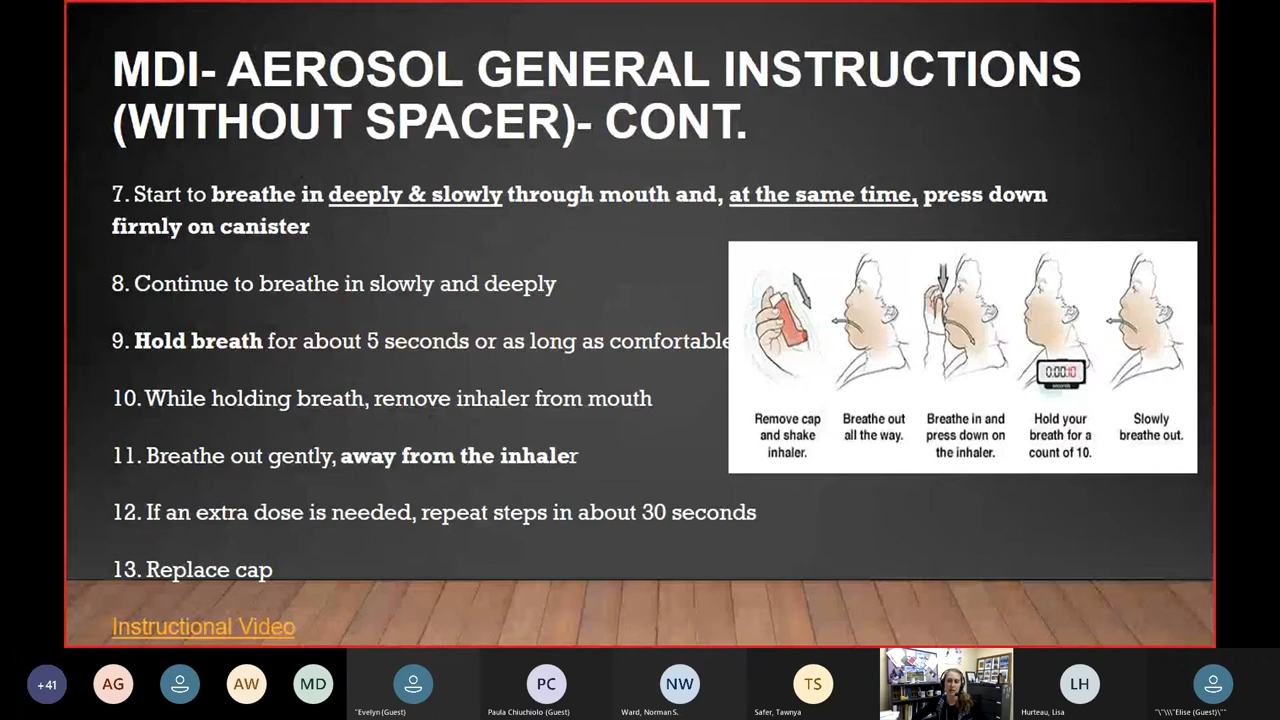 MDI- AEROSOL GENERAL INSTRUCTIONS
(WITHOUT SPACER)- CONT.
7. Start to breathe in deeply & slowly through mouth and, at the same time, press down
firmly on canister
8. Continue to breathe in slowly and deeply
9. Hold breath for about 5 seconds or as long as comfortable
10. While holding breath, remove inhaler from mouth
11. Breathe out gently, away from the inhaler
12. If an extra dose is needed, repeat steps in about 30 seconds
13. Replace cap
Instructional Video
0:00:10
seconds
Remove cap
and shake
inhaler.
Breathe out
all the way.
Breathe in and
press down on
the inhaler.
Hold your
breath for a
count of 10.
Slowly
breathe out.
+41
AG
AW
MD
"Evelyn (Guest)
PC
Paula Chiuchiolo (Guest)
NW
Ward, Norman S.
TS
Safer, Tawnya
LH
Hurteau, Lisa
"\"\\\"Elise (Guest)\""